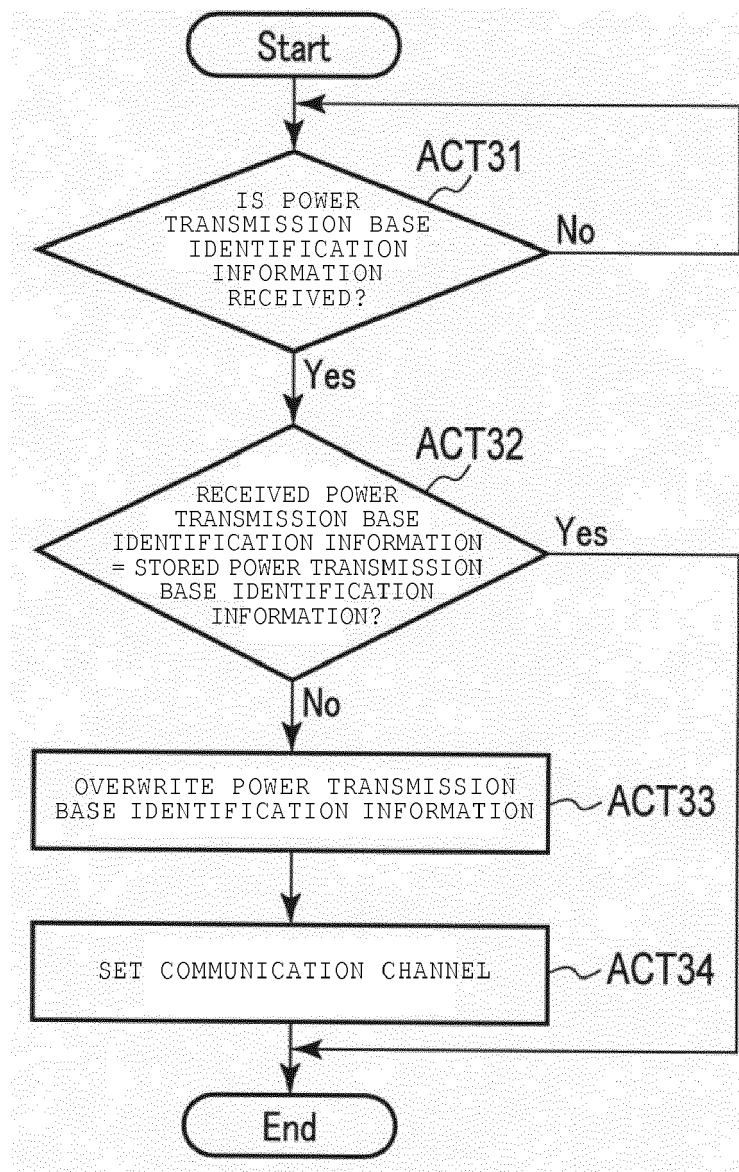 Start
ACT31
IS POWER
TRANSMISSION BASE
IDENTIFICATION
INFORMATION
RECEIVED?
No
Yes
ACT32
RECEIVED POWER
TRANSMISSION BASE
IDENTIFICATION INFORMATION
= STORED POWER TRANSMISSION
BASE IDENTIFICATION
INFORMATION?
Yes
No
OVERWRITE POWER TRANSMISSION
BASE IDENTIFICATION INFORMATION
ACT33
SET COMMUNICATION CHANNEL
ACT34
End